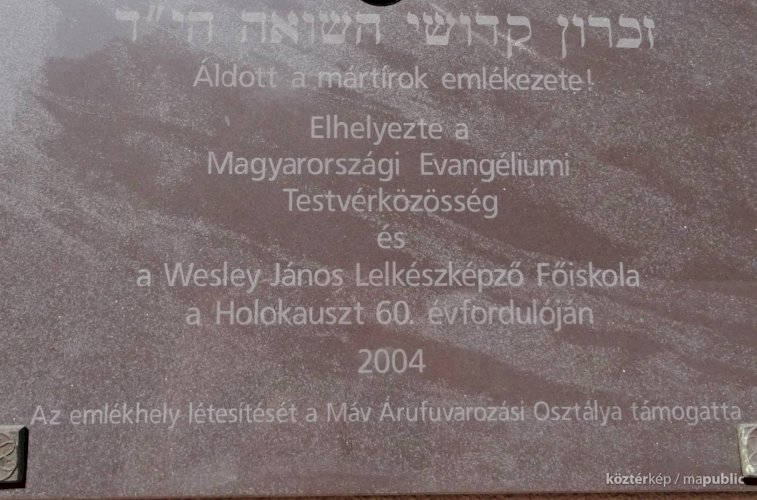 זכרון קדושי השואה הי״ד
Áldott a mártírok emlékezete!
Elhelyezte a
Magyarországi Evangéliumi
Testvérközösség
és
a Wesley János Lelkészképző Főiskola
a Holokauszt 60. évfordulóján
2004
Az emlékhely létesítését a Máv Árufuvarozási Osztálya támogatta
köztérkép / mapublic